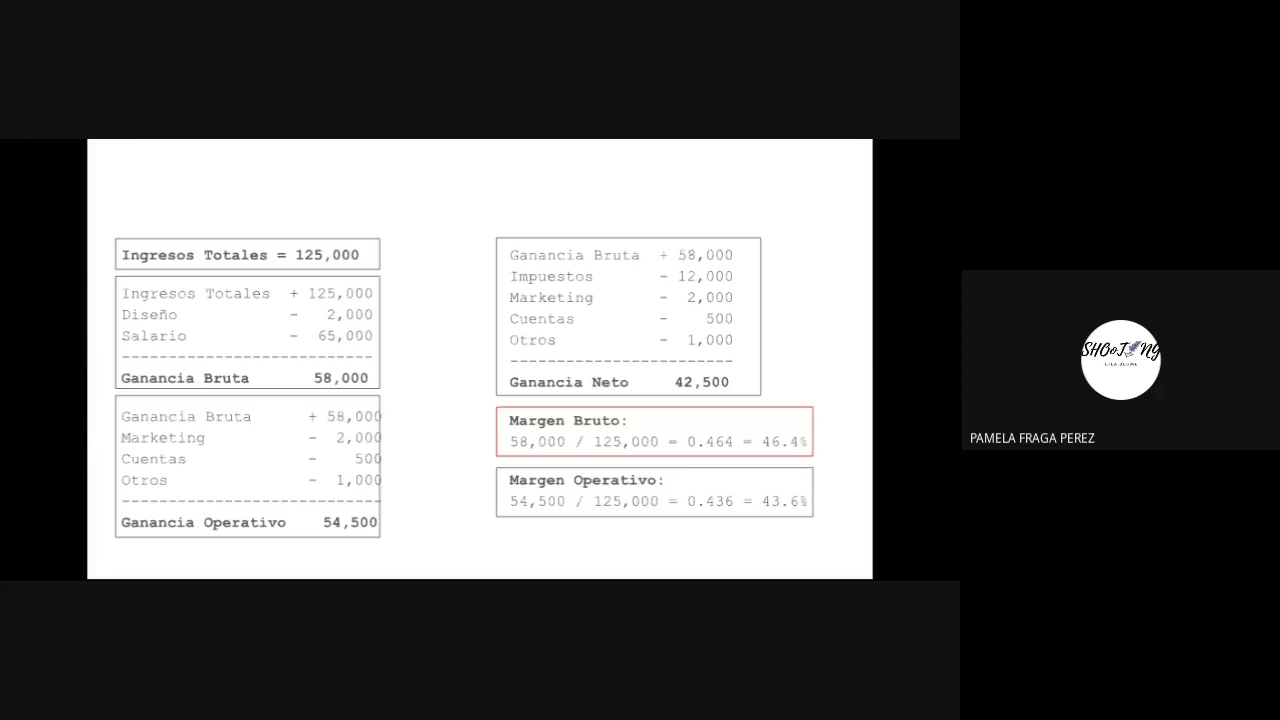 Ingresos Totales = 125,000
Ingresos Totales + 125,000
Diseño - 2,000
Salario - 65,000
---------------------------
Ganancia Bruta 58,000
Ganancia Bruta + 58,000
Marketing - 2,000
Cuentas - 500
Otros - 1,000
----------------------------
Ganancia Operativo 54,500
Ganancia Bruta + 58,000
Impuestos - 12,000
Marketing - 2,000
Cuentas - 500
Otros - 1,000
------------------------
Ganancia Neto 42,500
Margen Bruto:
58,000 / 125,000 = 0.464 = 46.4%
Margen Operativo:
54,500 / 125,000 = 0.436 = 43.6%
PAMELA FRAGA PEREZ